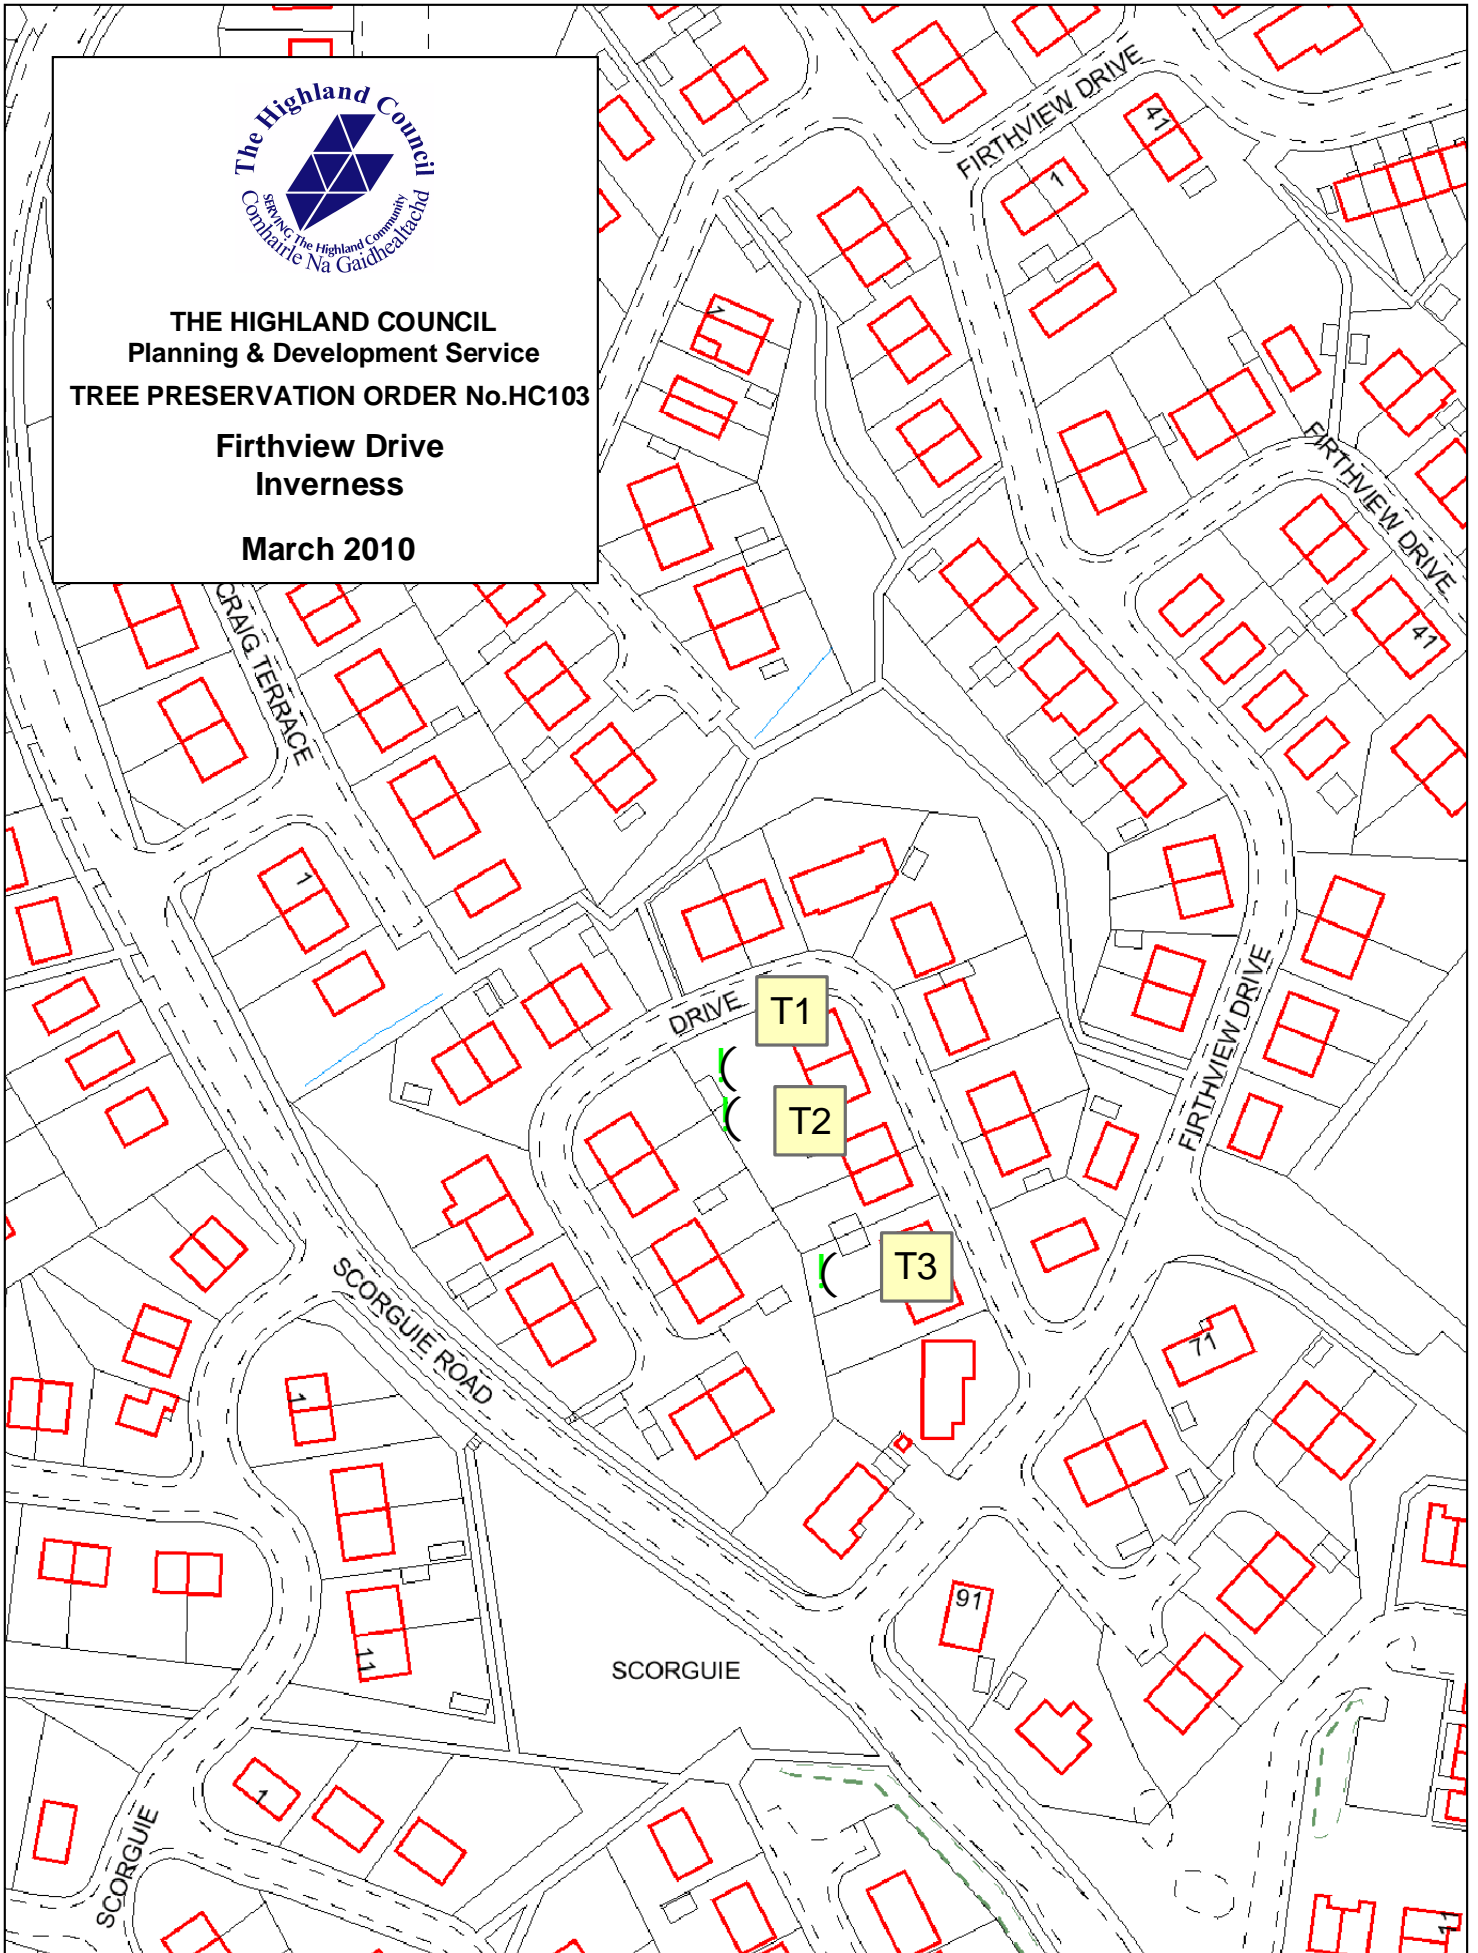 The Highland Council
SERVING The Highland Community
Comhairle Na Gaidhealtachd
THE HIGHLAND COUNCIL
Planning & Development Service
TREE PRESERVATION ORDER No.HC103
Firthview Drive
Inverness
March 2010
FIRTHVIEW DRIVE
41
1
7
FIRTHVIEW DRIVE
41
CRAIG TERRACE
1
DRIVE
T1
T2
T3
FIRTHVIEW DRIVE
SCORGUIE ROAD
71
1
11
91
SCORGUIE
1
SCORGUIE
11